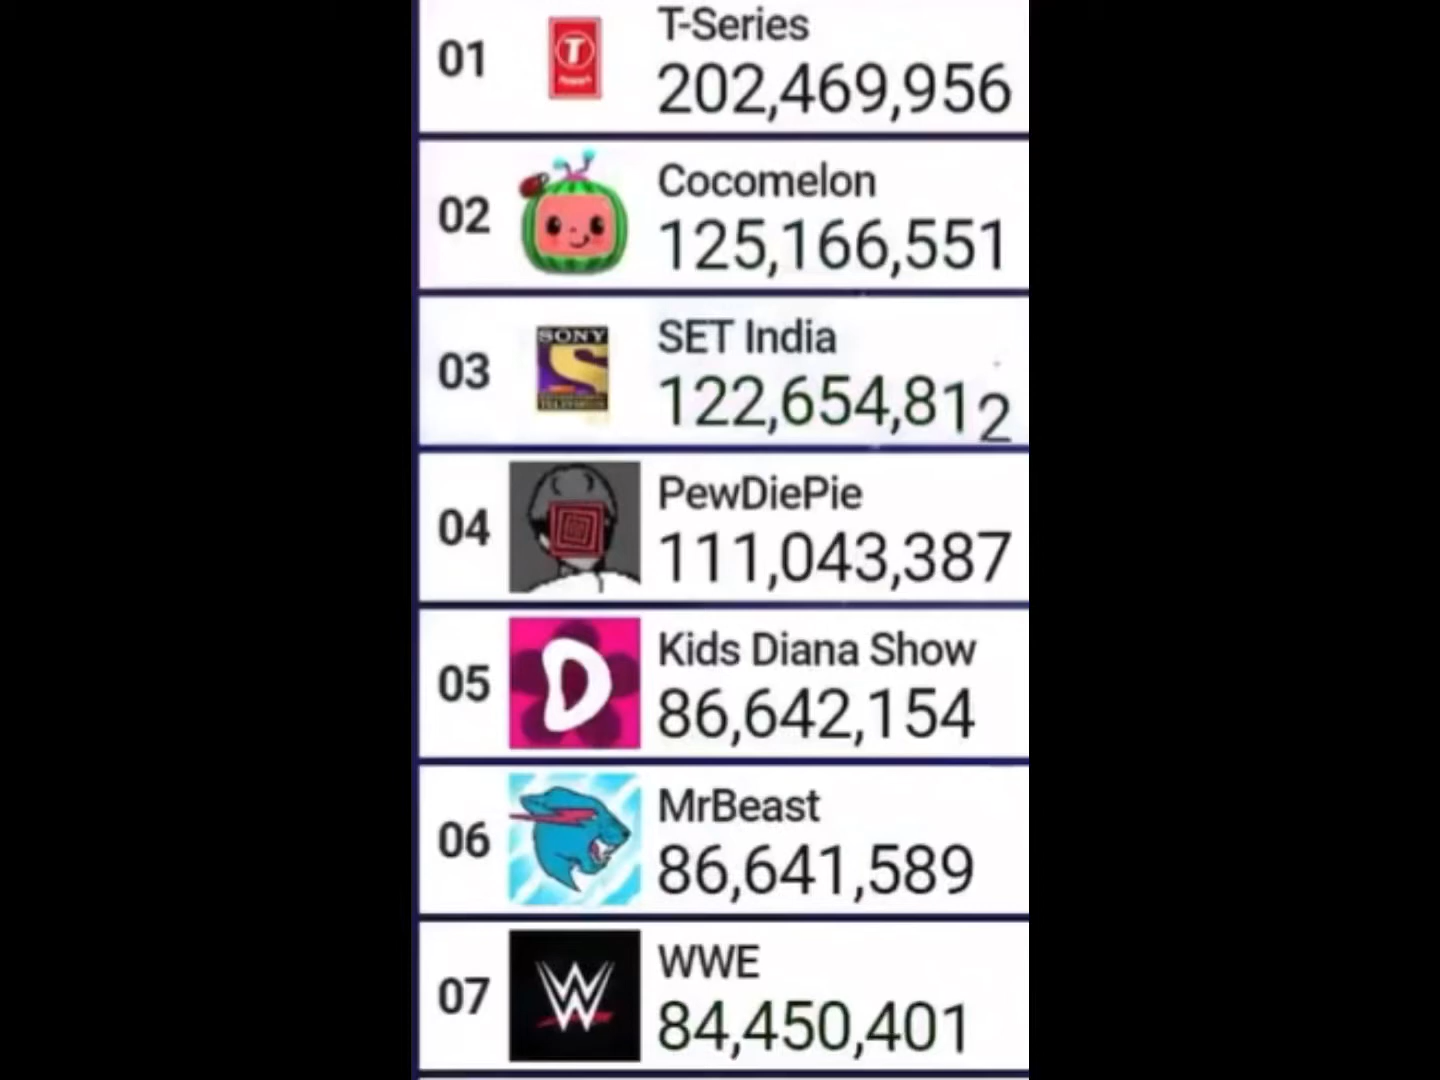 01
T-Series
202,469,956
02
Cocomelon
125,166,551
03
SONY
SET India
122,654,812
04
PewDiePie
111,043,387
05
D
Kids Diana Show
86,642,154
06
MrBeast
86,641,589
07
W
WWE
84,450,401